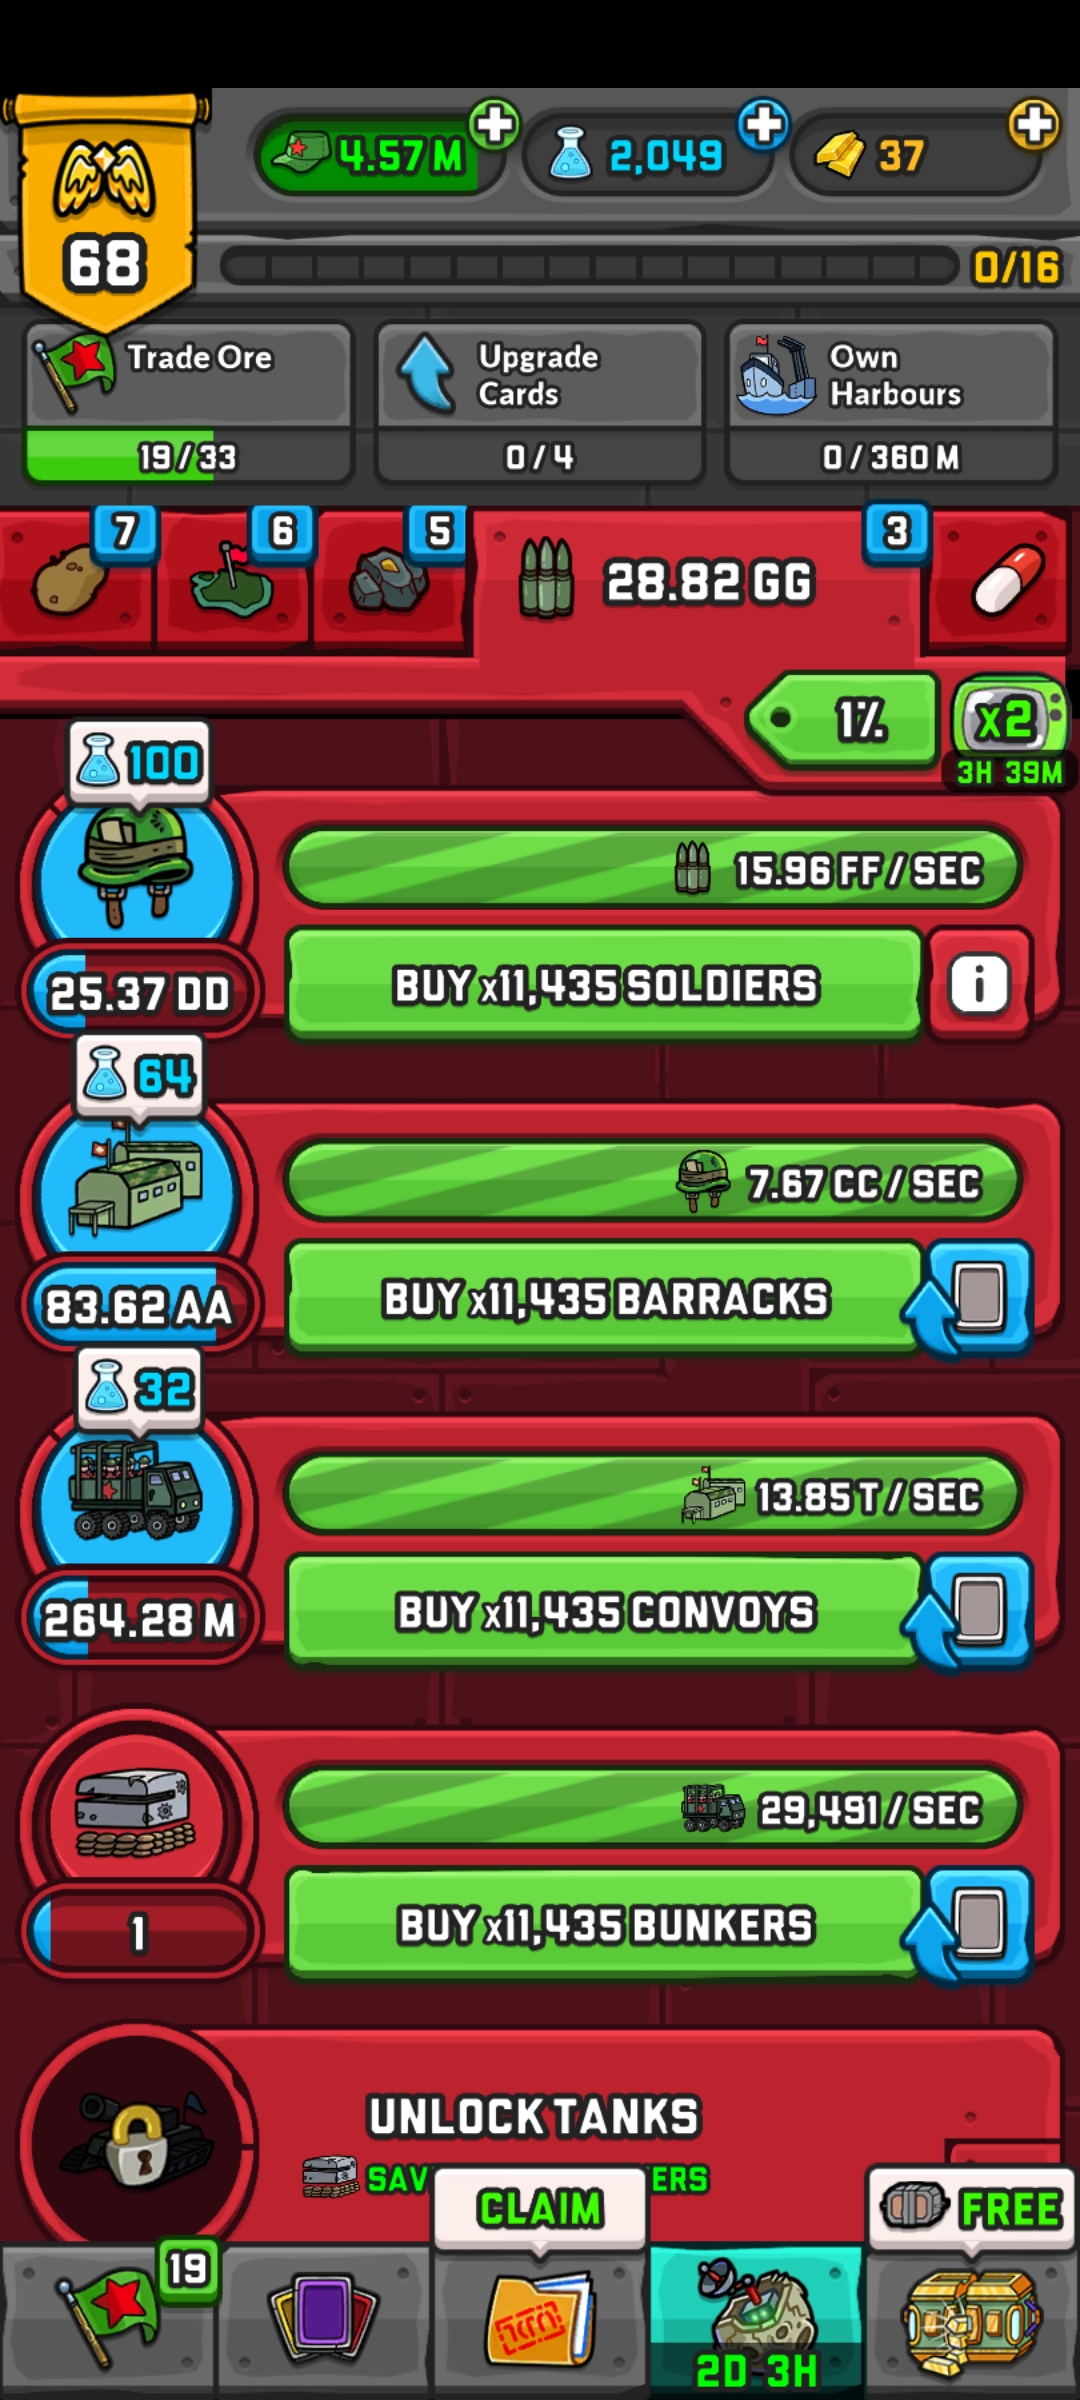 4.57 M
2,049
37
68
0/16
Trade Ore
19/33
Upgrade
Cards
0/4
Own
Harbours
0/360 M
7
6
5
28.82 GG
3
1%
x2
3H 39M
100
15.96 FF/SEC
25.37 DD
BUY x11,435 SOLDIERS
i
64
7.67 CC/SEC
83.62 AA
BUY x11,435 BARRACKS
32
13.85 T/SEC
264.28 M
BUY x11,435 CONVOYS
29,491/SEC
1
BUY x11,435 BUNKERS
UNLOCK TANKS
CLAIM
FREE
19
2D 3H